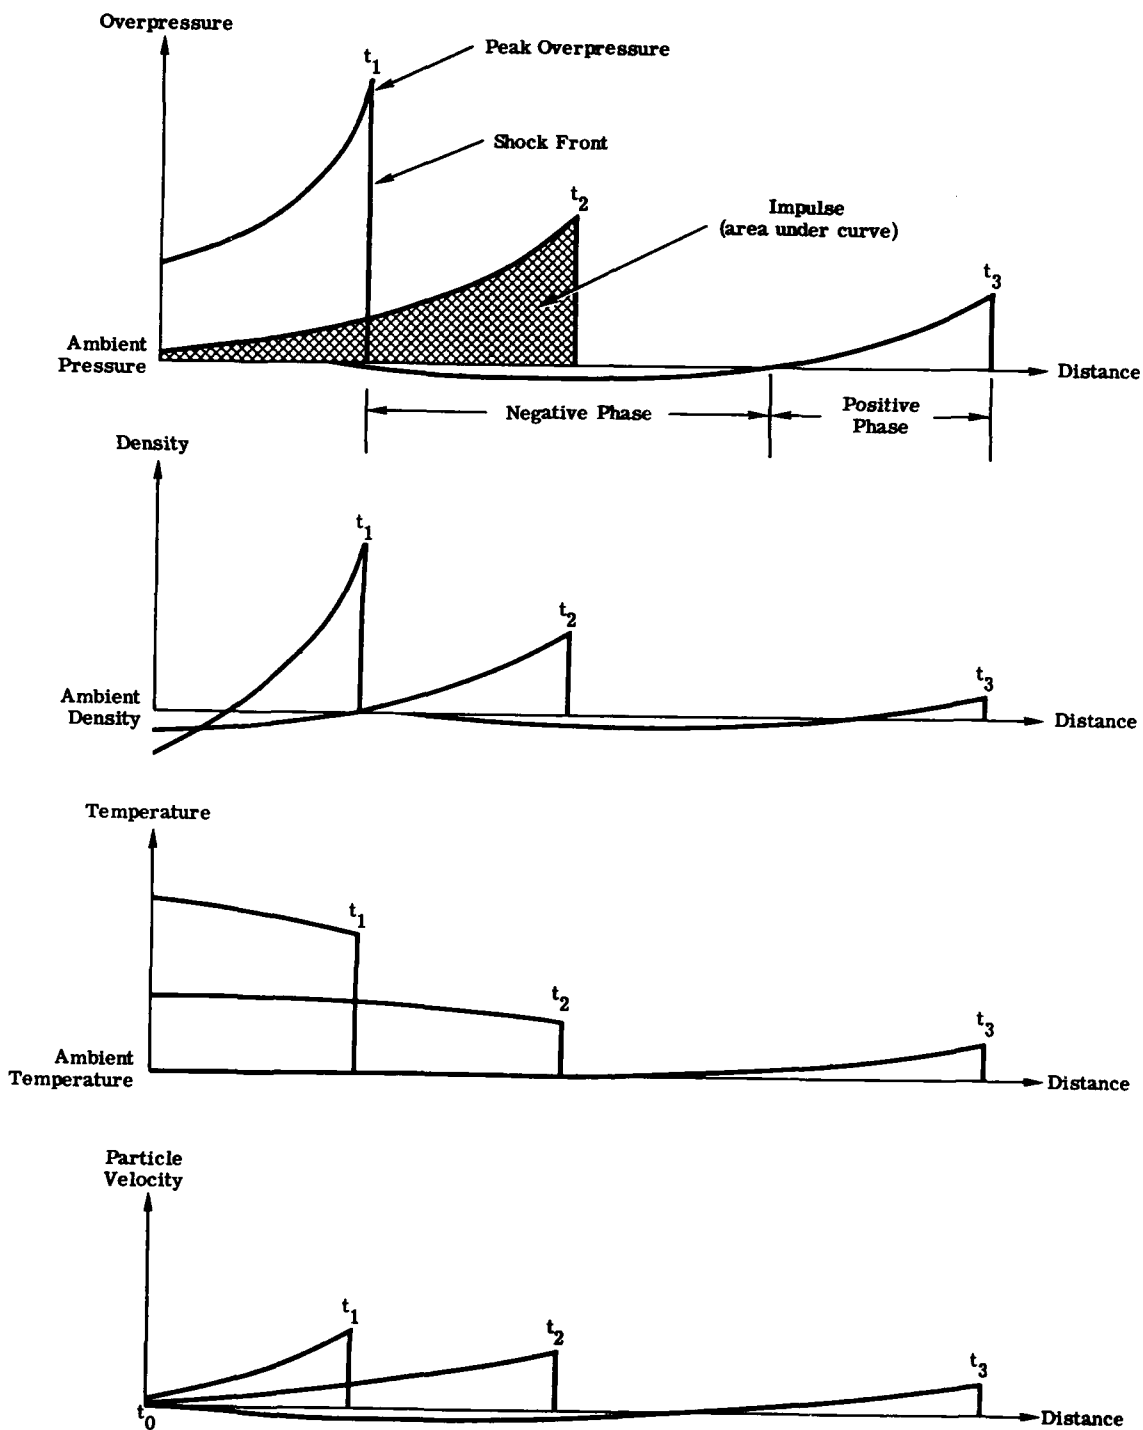 Overpressure
t1
Peak Overpressure
Shock Front
t2
Impulse
(area under curve)
t3
Ambient
Pressure
Distance
Negative Phase
Positive
Phase
Density
t1
t2
Ambient
Density
t3
Distance
Temperature
t1
t2
t3
Ambient
Temperature
Distance
Particle
Velocity
t1
t2
t3
t0
Distance